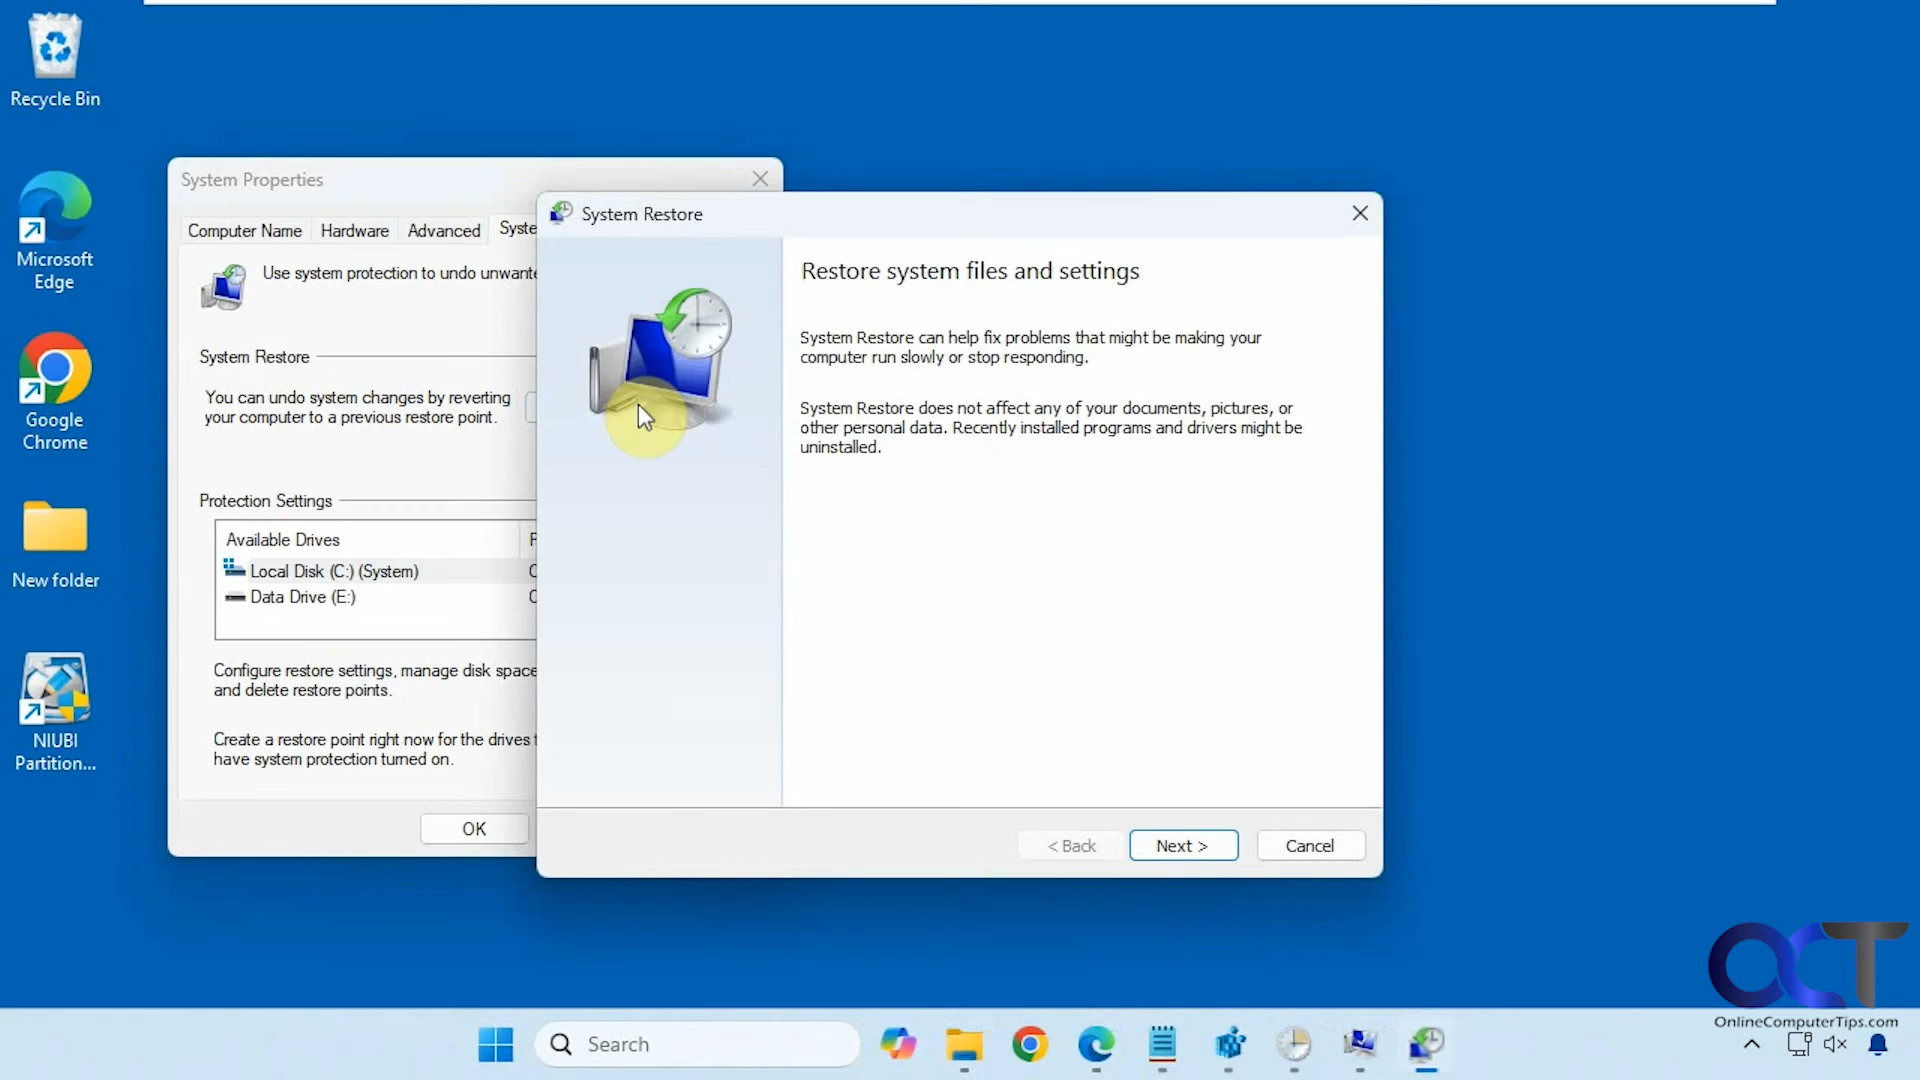 Recycle Bin
Microsoft
Edge
Google
Chrome
New folder
NIUBI
Partition...
System Properties
Computer Name
Hardware
Advanced
Syste
Use system protection to undo unwante
System Restore
You can undo system changes by reverting
your computer to a previous restore point.
Protection Settings
Available Drives
Local Disk (C:) (System)
Data Drive (E:)
Configure restore settings, manage disk space
and delete restore points.
Create a restore point right now for the drives
have system protection turned on.
OK
System Restore
Restore system files and settings
System Restore can help fix problems that might be making your
computer run slowly or stop responding.
System Restore does not affect any of your documents, pictures, or
other personal data. Recently installed programs and drivers might be
uninstalled.
< Back
Next >
Cancel
OCT
OnlineComputerTips.com
Search